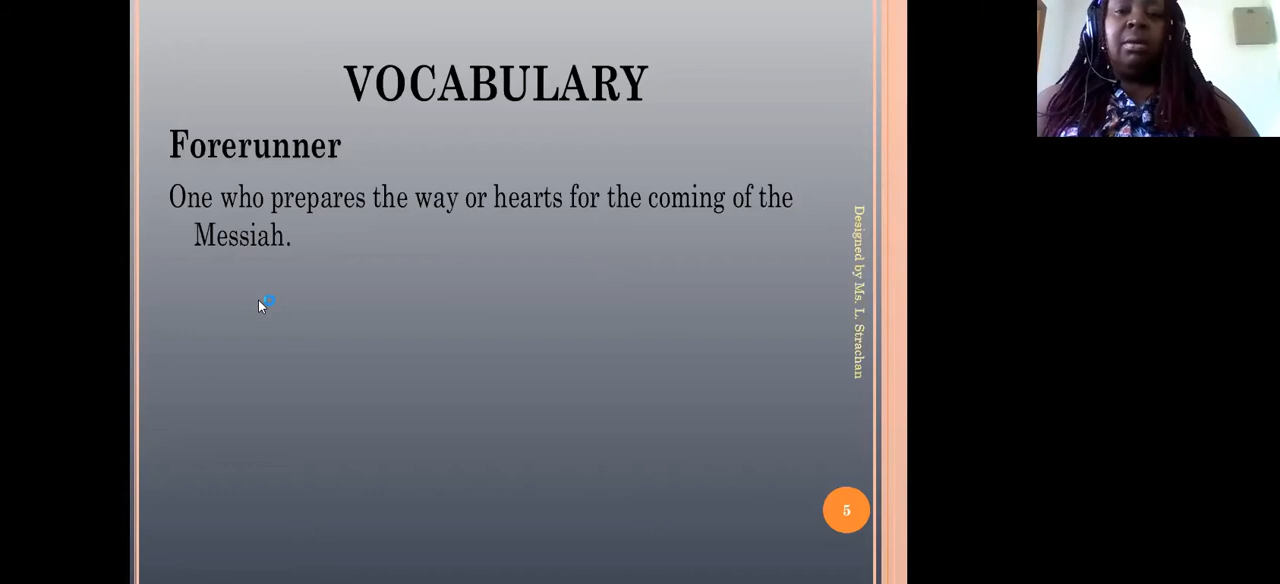 VOCABULARY
Forerunner
One who prepares the way or hearts for the coming of the
Messiah.
Designed by Ms. L. Strachan
5